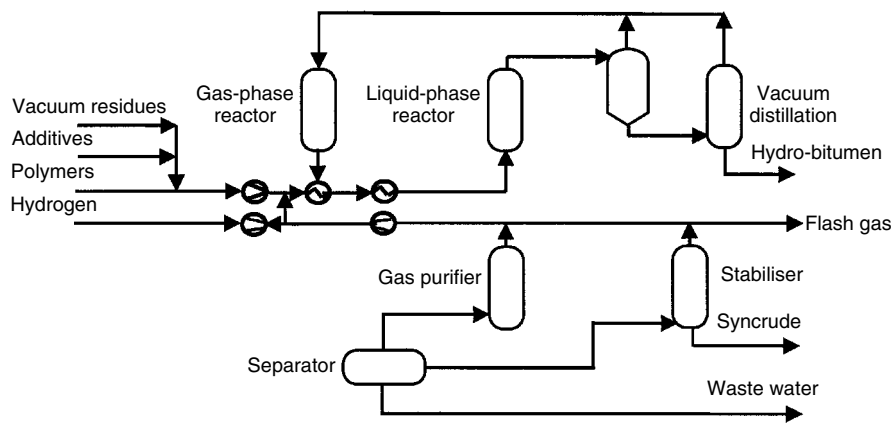 Vacuum residues
Additives
Polymers
Hydrogen
Gas-phase
reactor
Liquid-phase
reactor
Vacuum
distillation
Hydro-bitumen
Flash gas
Gas purifier
Stabiliser
Syncrude
Separator
Waste water